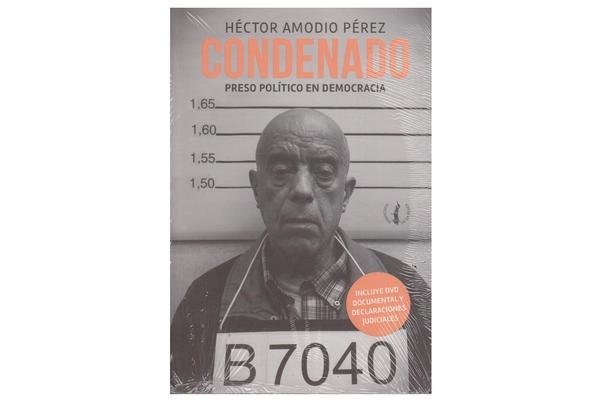 HÉCTOR AMODIO PÉREZ
CONDENADO
PRESO POLÍTICO EN DEMOCRACIA
1,65
1,60
1,55
1,50
INCLUYE DVD
DOCUMENTAL Y
DECLARACIONES
JUDICIALES
B 7040